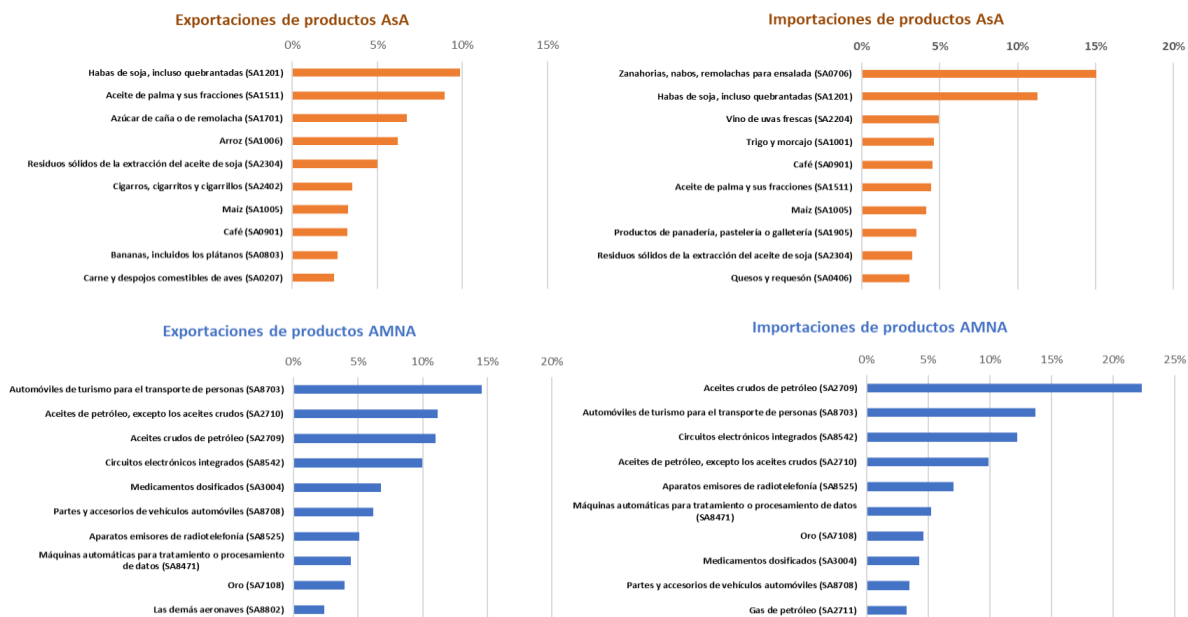 Exportaciones de productos AsA
0% 5% 10% 15%
Habas de soja, incluso quebrantadas (SA1201)
Aceite de palma y sus fracciones (SA1511)
Azúcar de caña o de remolacha (SA1701)
Arroz (SA1006)
Residuos sólidos de la extracción del aceite de soja (SA2304)
Cigarros, cigarritos y cigarrillos (SA2402)
Maíz (SA1005)
Café (SA0901)
Bananas, incluidos los plátanos (SA0803)
Carne y despojos comestibles de aves (SA0207)
Importaciones de productos AsA
0% 5% 10% 15% 20%
Zanahorias, nabos, remolachas para ensalada (SA0706)
Habas de soja, incluso quebrantadas (SA1201)
Vino de uvas frescas (SA2204)
Trigo y morcajo (SA1001)
Café (SA0901)
Aceite de palma y sus fracciones (SA1511)
Maíz (SA1005)
Productos de panadería, pastelería o galletería (SA1905)
Residuos sólidos de la extracción del aceite de soja (SA2304)
Quesos y requesón (SA0406)
Exportaciones de productos AMNA
0% 5% 10% 15% 20%
Automóviles de turismo para el transporte de personas (SA8703)
Aceites de petróleo, excepto los aceites crudos (SA2710)
Aceites crudos de petróleo (SA2709)
Circuitos electrónicos integrados (SA8542)
Medicamentos dosificados (SA3004)
Partes y accesorios de vehículos automóviles (SA8708)
Aparatos emisores de radiotelefonía (SA8525)
Máquinas automáticas para tratamiento o procesamiento
de datos (SA8471)
Oro (SA7108)
Las demás aeronaves (SA8802)
Importaciones de productos AMNA
0% 5% 10% 15% 20% 25%
Aceites crudos de petróleo (SA2709)
Automóviles de turismo para el transporte de personas (SA8703)
Circuitos electrónicos integrados (SA8542)
Aceites de petróleo, excepto los aceites crudos (SA2710)
Aparatos emisores de radiotelefonía (SA8525)
Máquinas automáticas para tratamiento o procesamiento de datos
(SA8471)
Oro (SA7108)
Medicamentos dosificados (SA3004)
Partes y accesorios de vehículos automóviles (SA8708)
Gas de petróleo (SA2711)